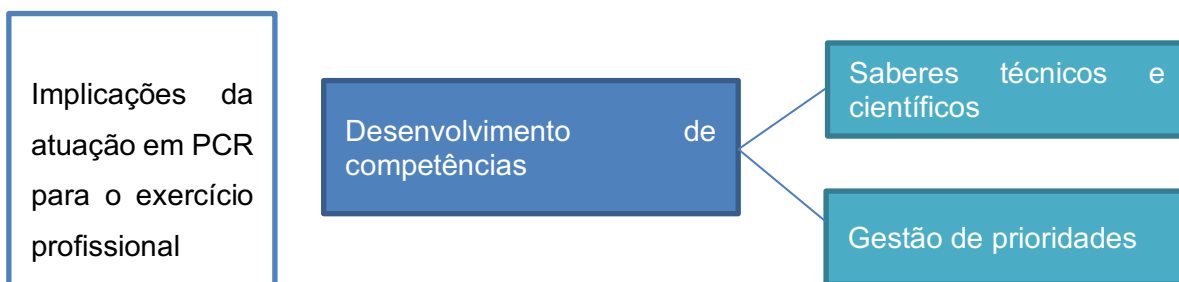 Implicações da
atuação em PCR
para o exercício
profissional
Desenvolvimento de
competências
Saberes técnicos e
científicos
Gestão de prioridades